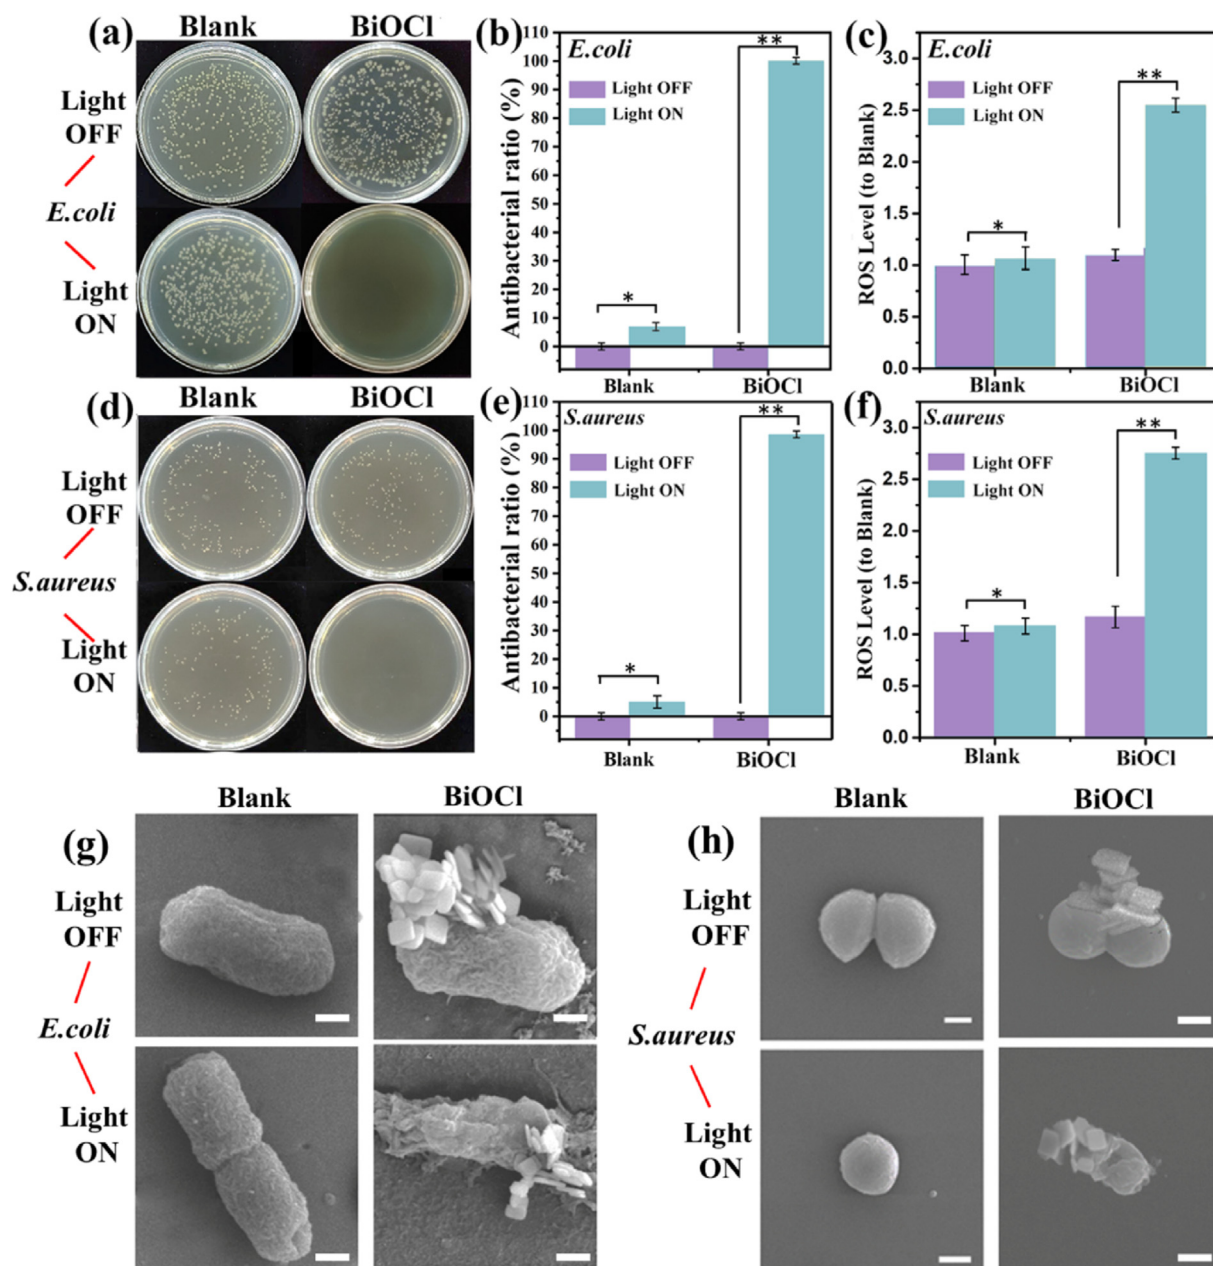 (a)
Blank
BiOCl
Light
OFF
E.coli
Light
ON
(b)
E.coli
Light OFF
Light ON
**
*
Antibacterial ratio (%)
110
100
90
80
70
60
50
40
30
20
10
0
Blank
BiOCl
(c)
E.coli
Light OFF
Light ON
**
*
ROS Level (to Blank)
3.0
2.5
2.0
1.5
1.0
0.5
0.0
Blank
BiOCl
(d)
Blank
BiOCl
Light
OFF
S.aureus
Light
ON
(e)
S.aureus
Light OFF
Light ON
**
*
Antibacterial ratio (%)
110
100
90
80
70
60
50
40
30
20
10
0
Blank
BiOCl
(f)
S.aureus
Light OFF
Light ON
**
*
ROS Level (to Blank)
3.0
2.5
2.0
1.5
1.0
0.5
0.0
Blank
BiOCl
(g)
Blank
BiOCl
Light
OFF
E.coli
Light
ON
(h)
Blank
BiOCl
Light
OFF
S.aureus
Light
ON